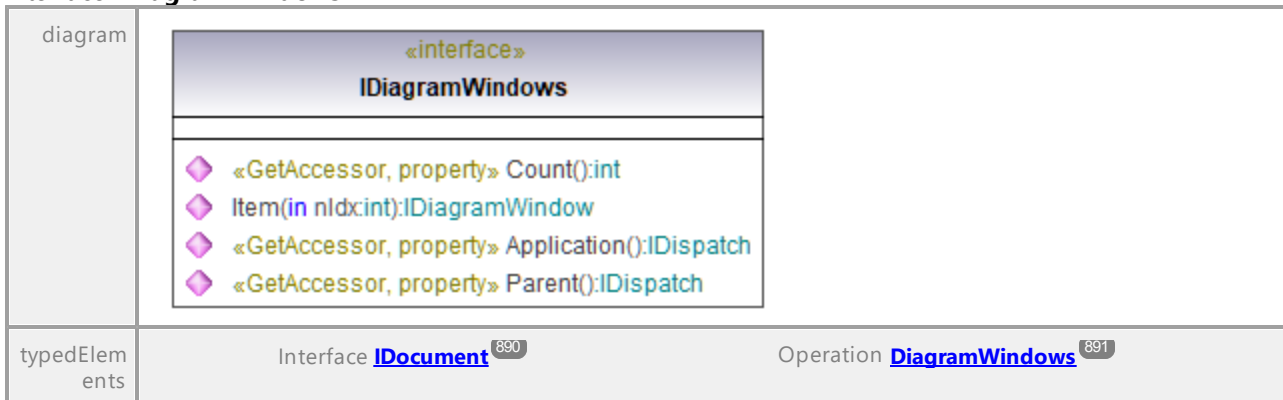 diagram
«interface»
IDiagramWindows
«GetAccessor, property» Count():int
Item(in nIdx:int):IDiagramWindow
«GetAccessor, property» Application():IDispatch
«GetAccessor, property» Parent():IDispatch
typedElem
ents
Interface IDocument 890
Operation DiagramWindows 891